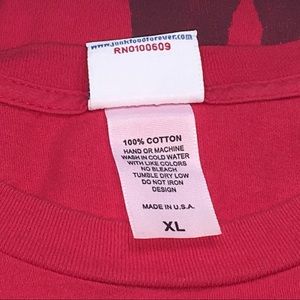 www.junkfoodforever.com
RN0100609
100% COTTON
HAND OR MACHINE
WASH IN COLD WATER
WITH LIKE COLORS
NO BLEACH
TUMBLE DRY LOW
DO NOT IRON
DESIGN
MADE IN U.S.A.
XL